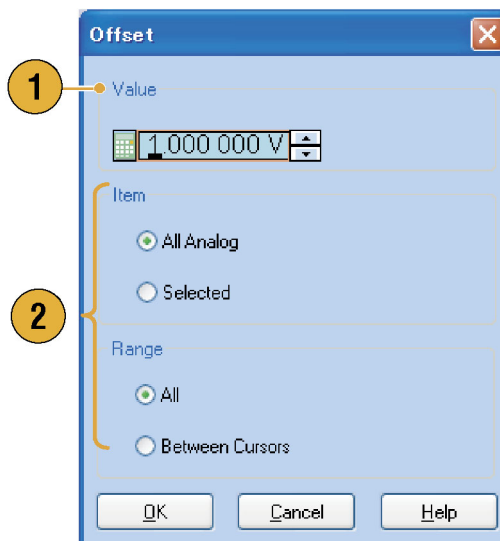 Offset
1
Value
1.000 000 V
Item
All Analog
Selected
2
Range
All
Between Cursors
OK Cancel Help